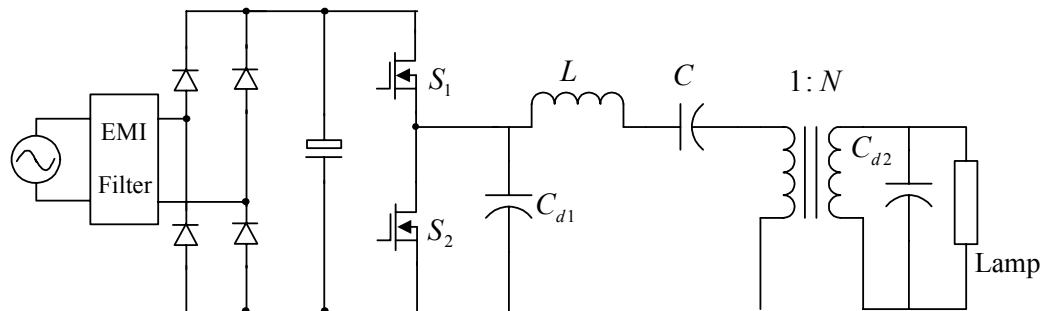 EMI
Filter
S1
S2
Cd1
L
C
1:N
Cd2
Lamp